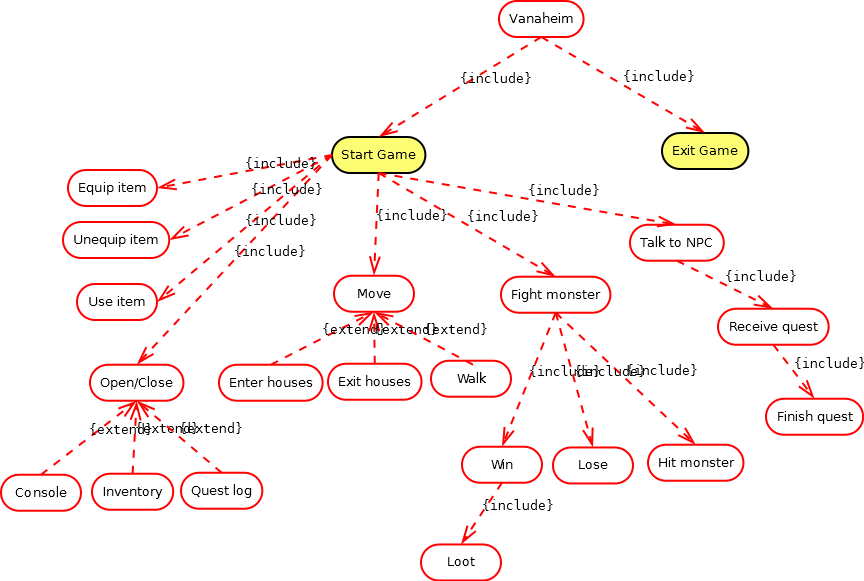 Vanaheim
{include}
{include}
Start Game
Exit Game
{include}
Equip item
{include}
{include}
{include}
{include}
{include}
Unequip item
{include}
Talk to NPC
{include}
{include}
Use item
Move
Fight monster
Receive quest
{extend}
{extend}
{extend}
{include}
Open/Close
Enter houses
Exit houses
Walk
{include}
{include}
{include}
Finish quest
{extend}
{extend}
{extend}
Console
Inventory
Quest log
Win
Lose
Hit monster
{include}
Loot